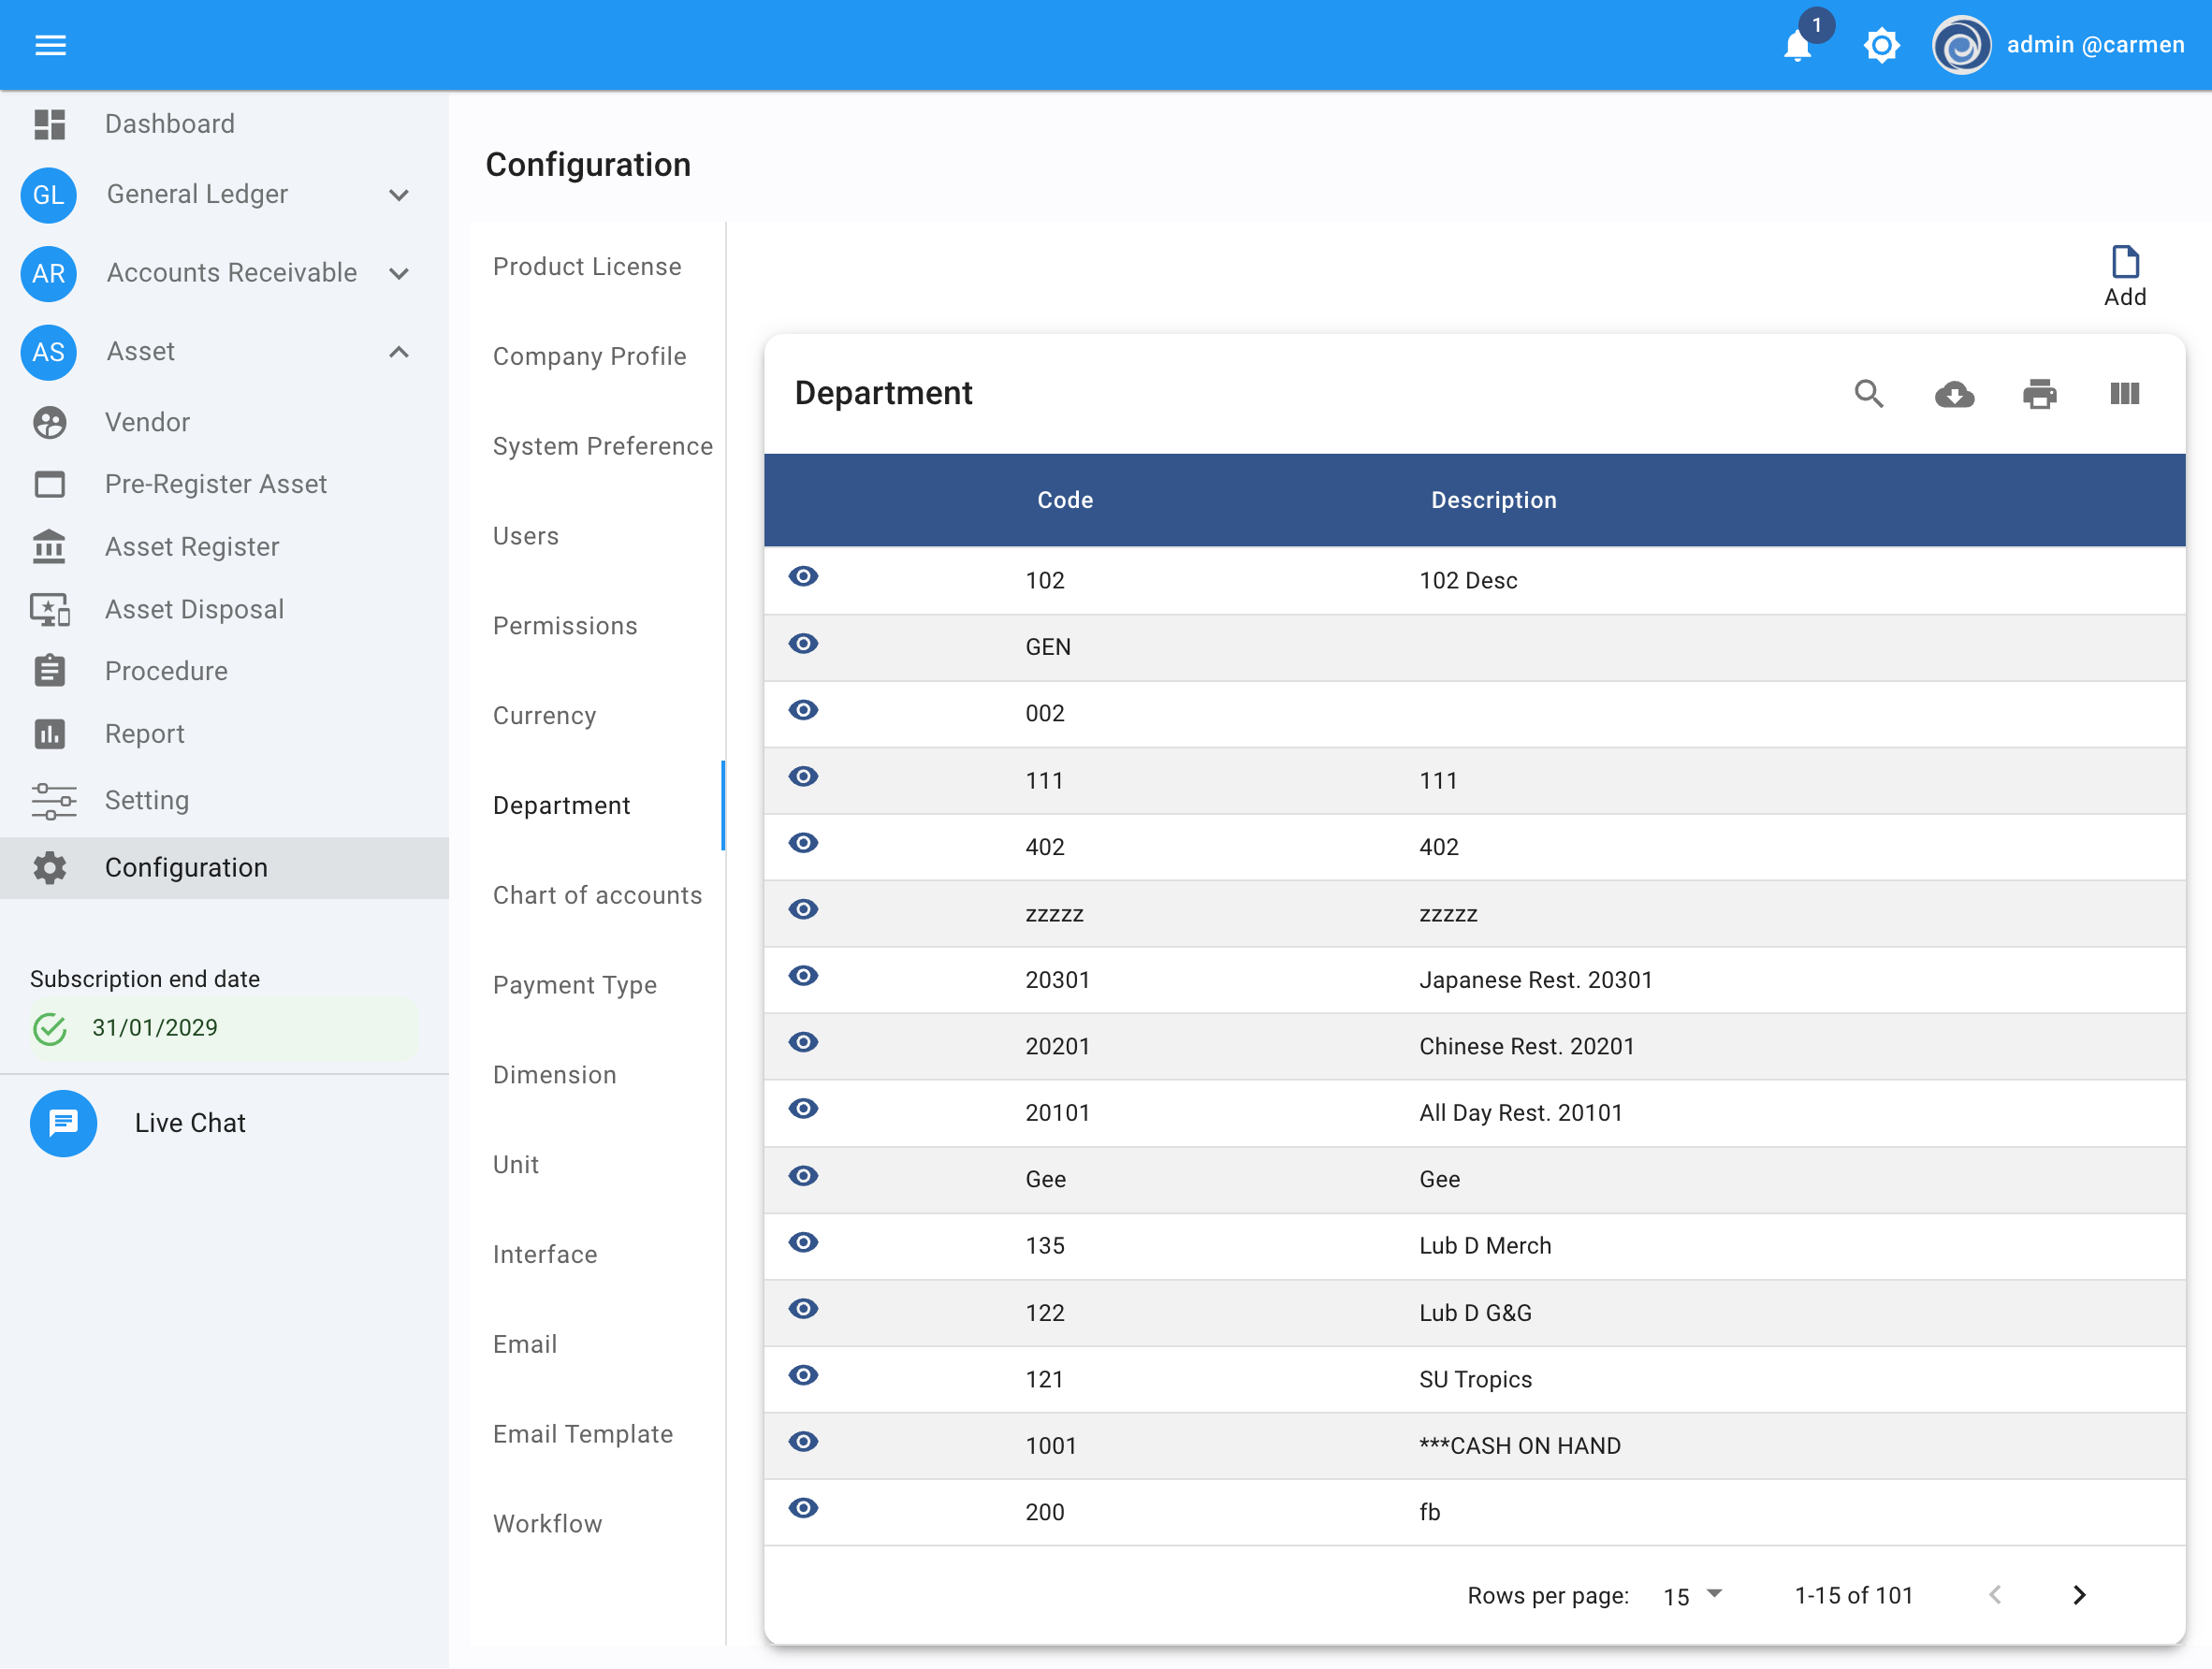 1
admin @carmen
Dashboard
GL General Ledger
AR Accounts Receivable
AS Asset
Vendor
Pre-Register Asset
Asset Register
Asset Disposal
Procedure
Report
Setting
Configuration
Subscription end date
31/01/2029
Live Chat
Configuration
Product License
Company Profile
System Preference
Users
Permissions
Currency
Department
Chart of accounts
Payment Type
Dimension
Unit
Interface
Email
Email Template
Workflow
Add
Department
Code Description
102 102 Desc
GEN
002
111 111
402 402
zzzzz zzzzz
20301 Japanese Rest. 20301
20201 Chinese Rest. 20201
20101 All Day Rest. 20101
Gee Gee
135 Lub D Merch
122 Lub D G&G
121 SU Tropics
1001 ***CASH ON HAND
200 fb
Rows per page: 15 1-15 of 101